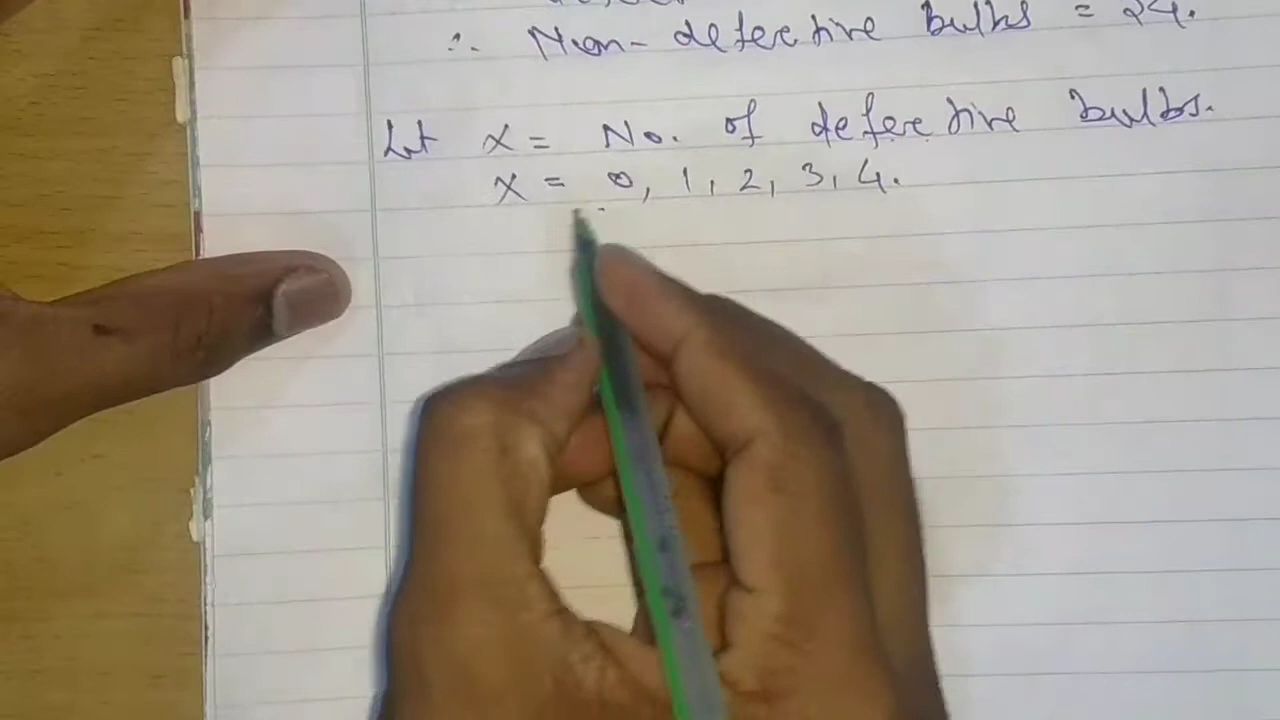 ∴ Non-defective bulbs = 24.
Let X = No. of defective bulbs.
X = 0, 1, 2, 3, 4.